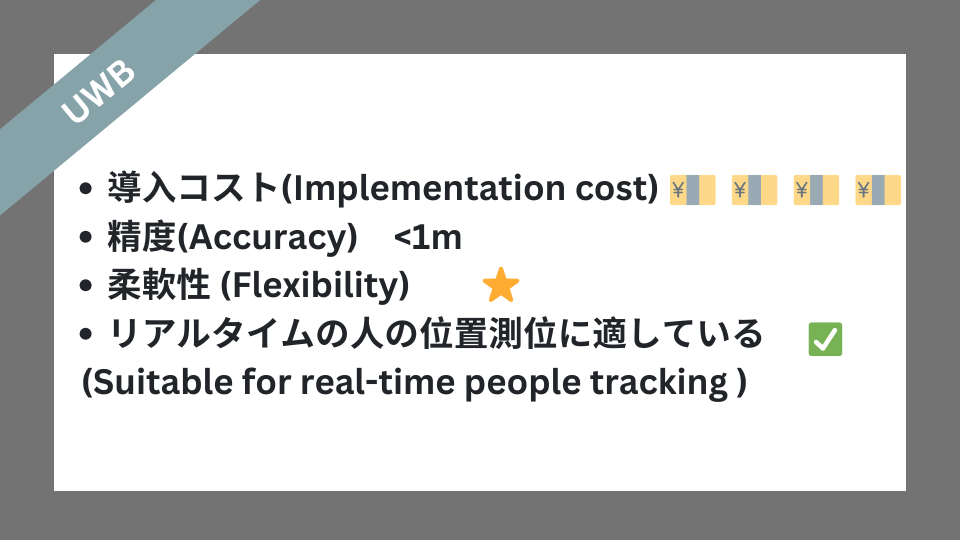 UWB
• 導入コスト(Implementation cost) 💴 💴 💴 💴
• 精度(Accuracy) <1m
• 柔軟性 (Flexibility) ⭐
• リアルタイムの人の位置測位に適している ✅
(Suitable for real-time people tracking )